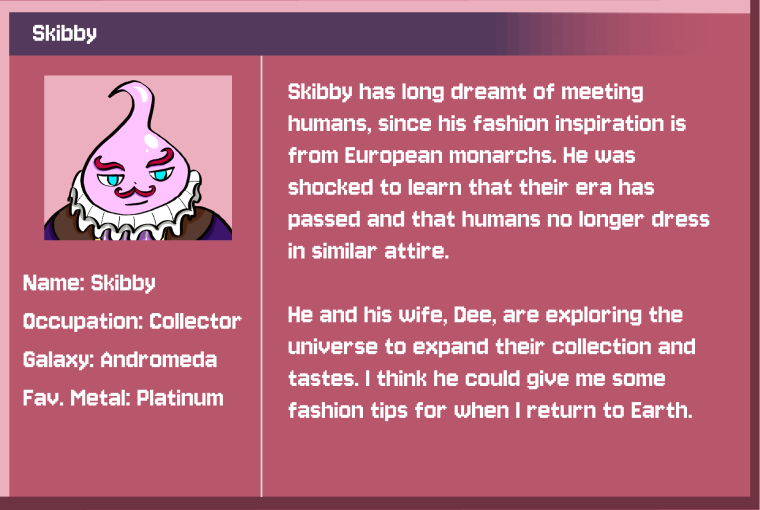 Skibby
Name: Skibby
Occupation: Collector
Galaxy: Andromeda
Fav. Metal: Platinum
Skibby has long dreamt of meeting
humans, since his fashion inspiration is
from European monarchs. He was
shocked to learn that their era has
passed and that humans no longer dress
in similar attire.
He and his wife, Dee, are exploring the
universe to expand their collection and
tastes. I think he could give me some
fashion tips for when I return to Earth.